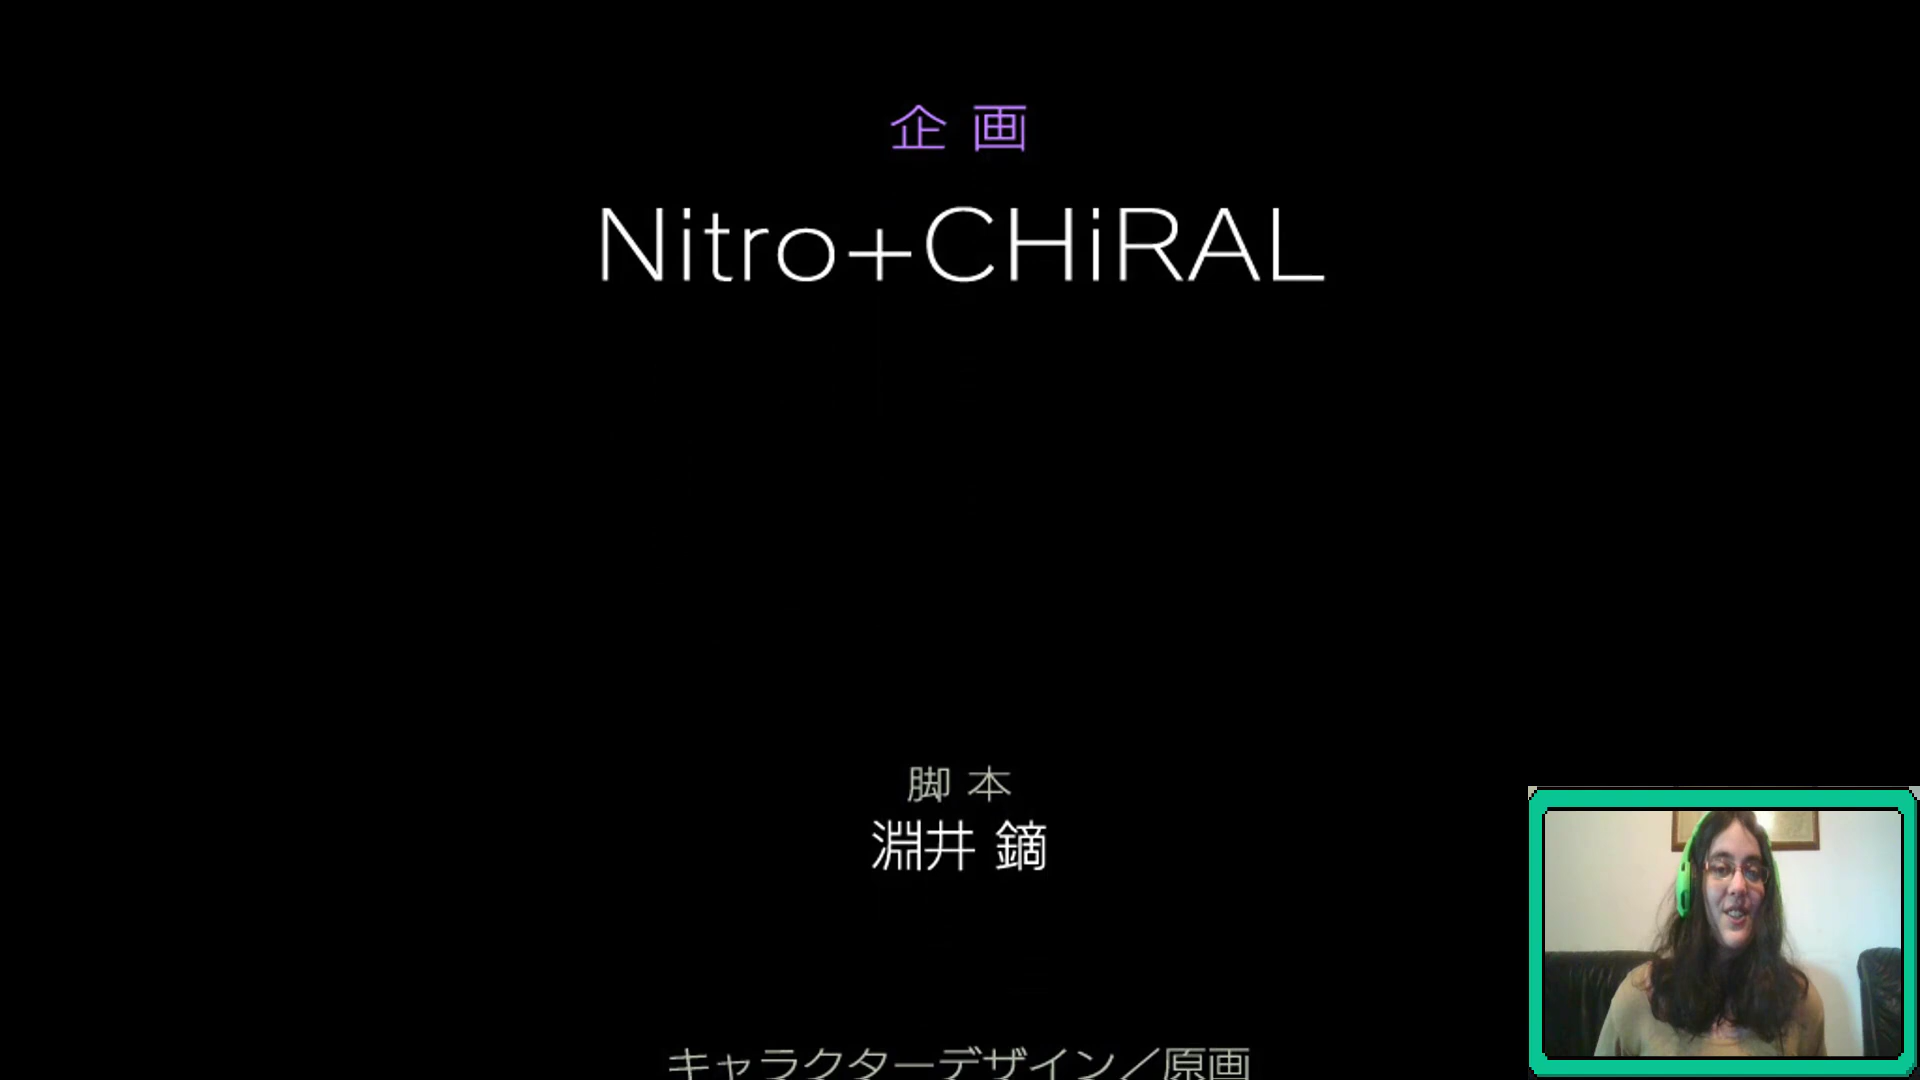 企 画
Nitro+CHiRAL
脚 本
淵井 鏑
キャラクターデザイン／原画